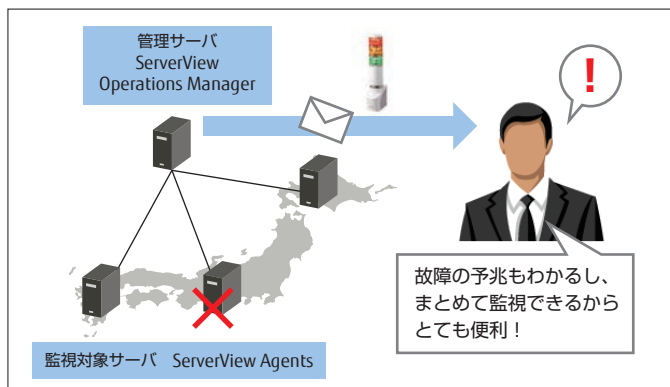 管理サーバ
ServerView
Operations Manager
!
故障の予兆もわかるし、
まとめて監視できるから
とても便利！
監視対象サーバ　ServerView Agents